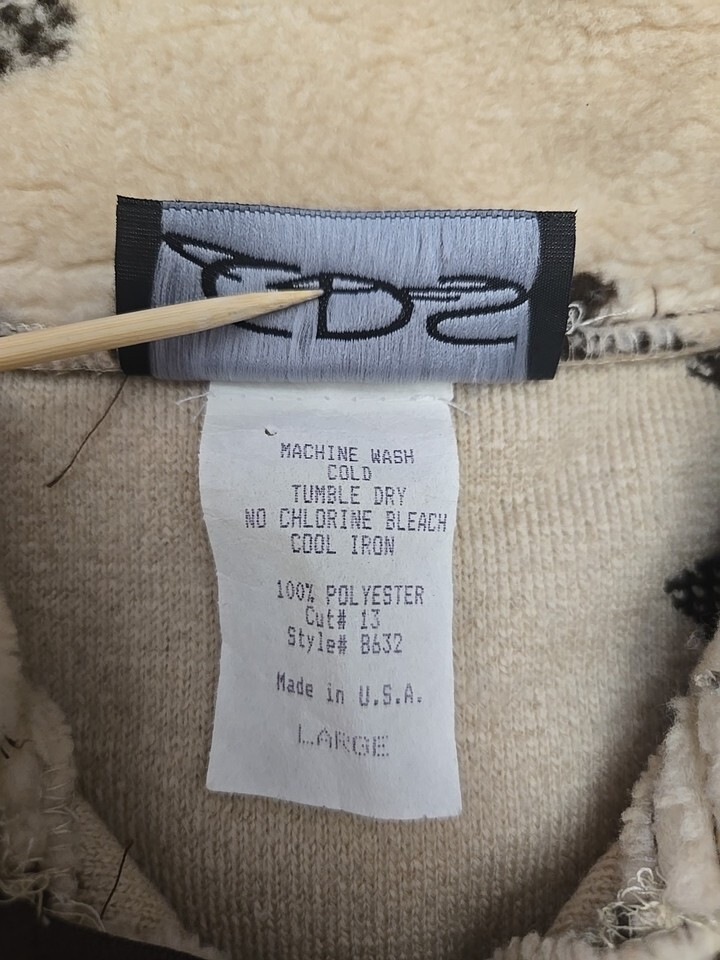 MACHINE WASH
COLD
TUMBLE DRY
NO CHLORINE BLEACH
COOL IRON
100% POLYESTER
Cut# 13
Style# B632
Made in U.S.A.
LARGE